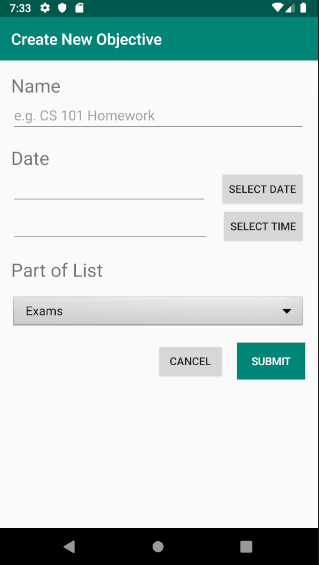 7:33
Create New Objective
Name
e.g. CS 101 Homework
Date
SELECT DATE
SELECT TIME
Part of List
Exams
CANCEL
SUBMIT